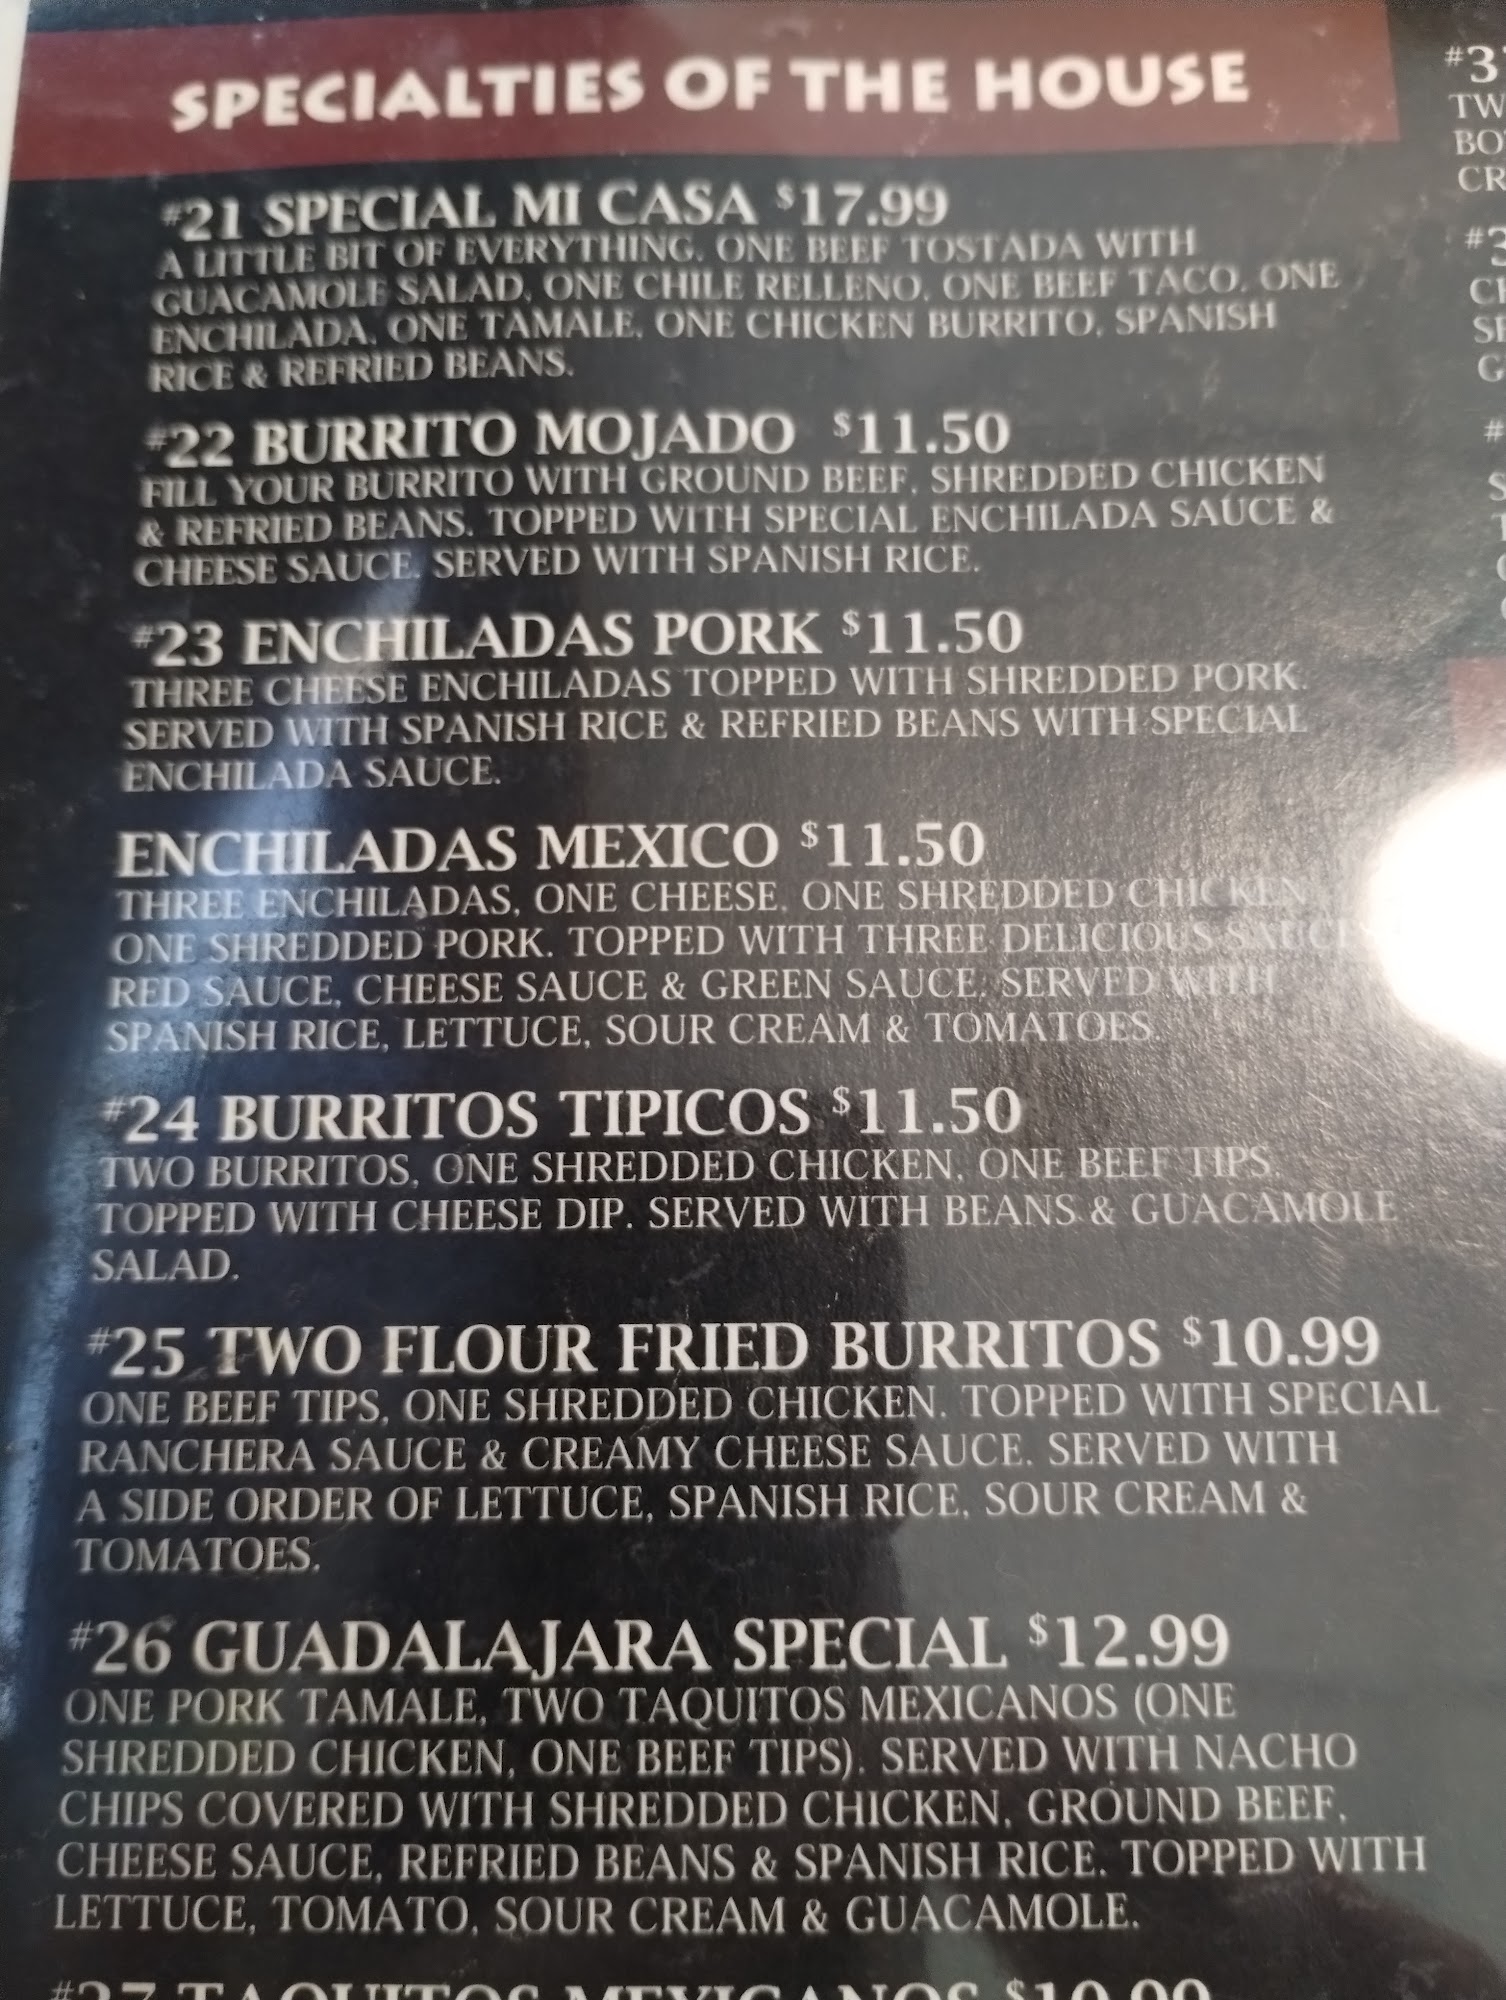 SPECIALTIES OF THE HOUSE
#21 SPECIAL MI CASA $17.99
A LITTLE BIT OF EVERYTHING. ONE BEEF TOSTADA WITH
GUACAMOLE SALAD, ONE CHILE RELLENO, ONE BEEF TACO, ONE
ENCHILADA, ONE TAMALE, ONE CHICKEN BURRITO, SPANISH
RICE & REFRIED BEANS.
#22 BURRITO MOJADO $11.50
FILL YOUR BURRITO WITH GROUND BEEF, SHREDDED CHICKEN
& REFRIED BEANS. TOPPED WITH SPECIAL ENCHILADA SAUCE &
CHEESE SAUCE. SERVED WITH SPANISH RICE.
#23 ENCHILADAS PORK $11.50
THREE CHEESE ENCHILADAS TOPPED WITH SHREDDED PORK.
SERVED WITH SPANISH RICE & REFRIED BEANS WITH SPECIAL
ENCHILADA SAUCE.
ENCHILADAS MEXICO $11.50
THREE ENCHILADAS, ONE CHEESE, ONE SHREDDED CHICKEN,
ONE SHREDDED PORK. TOPPED WITH THREE DELICIOUS
RED SAUCE, CHEESE SAUCE & GREEN SAUCE. SERVED WITH
SPANISH RICE, LETTUCE, SOUR CREAM & TOMATOES.
#24 BURRITOS TIPICOS $11.50
TWO BURRITOS, ONE SHREDDED CHICKEN, ONE BEEF TIPS.
TOPPED WITH CHEESE DIP. SERVED WITH BEANS & GUACAMOLE
SALAD.
#25 TWO FLOUR FRIED BURRITOS $10.99
ONE BEEF TIPS, ONE SHREDDED CHICKEN. TOPPED WITH SPECIAL
RANCHERA SAUCE & CREAMY CHEESE SAUCE. SERVED WITH
A SIDE ORDER OF LETTUCE, SPANISH RICE, SOUR CREAM &
TOMATOES.
#26 GUADALAJARA SPECIAL $12.99
ONE PORK TAMALE, TWO TAQUITOS MEXICANOS (ONE
SHREDDED CHICKEN, ONE BEEF TIPS). SERVED WITH NACHO
CHIPS COVERED WITH SHREDDED CHICKEN, GROUND BEEF,
CHEESE SAUCE, REFRIED BEANS & SPANISH RICE. TOPPED WITH
LETTUCE, TOMATO, SOUR CREAM & GUACAMOLE.
#27 TAQUITOS MEXICANOS $10.99